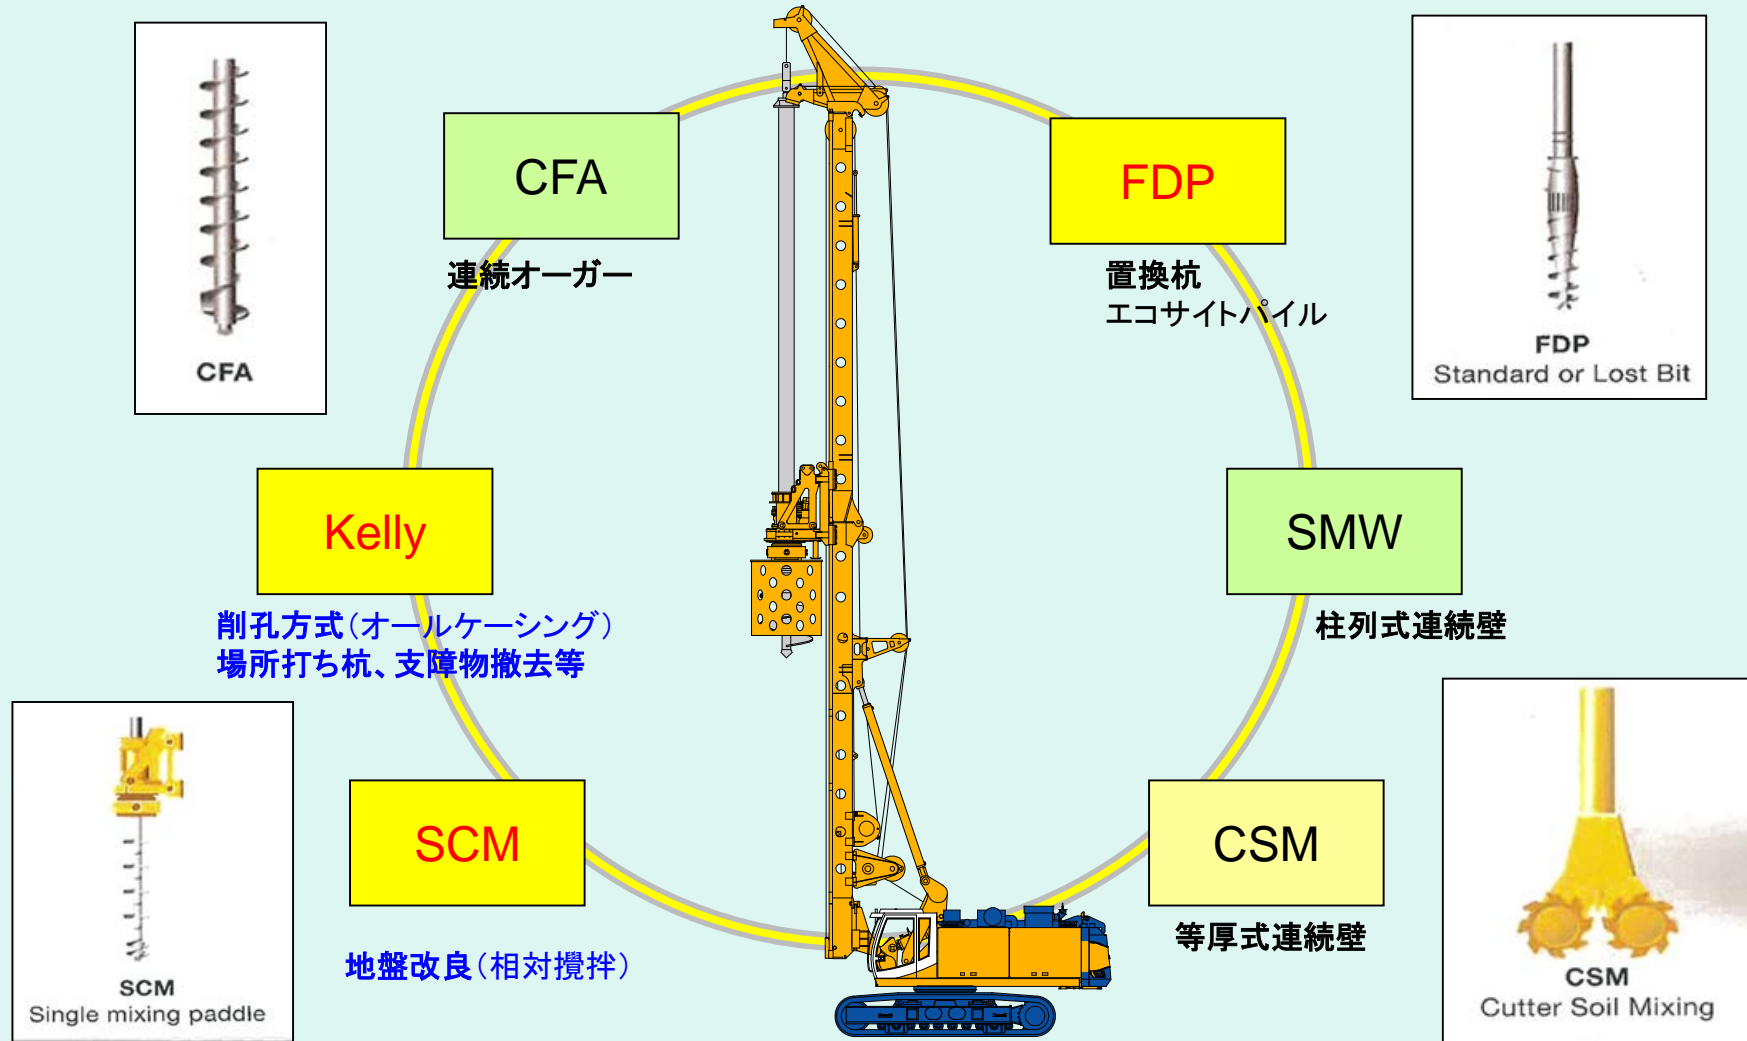 CFA
CFA
連続オーガー
FDP
置換杭
エコサイトパイル
FDP
Standard or Lost Bit
Kelly
削孔方式（オールケーシング）
場所打ち杭、支障物撤去等
SMW
柱列式連続壁
SCM
地盤改良（相対攪拌）
SCM
Single mixing paddle
CSM
等厚式連続壁
CSM
Cutter Soil Mixing